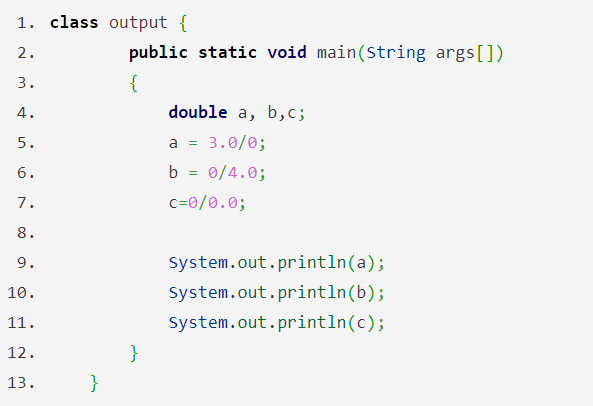 1. class output {
2. public static void main(String args[])
3. {
4. double a, b,c;
5. a = 3.0/0;
6. b = 0/4.0;
7. c=0/0.0;
8.
9. System.out.println(a);
10. System.out.println(b);
11. System.out.println(c);
12. }
13. }